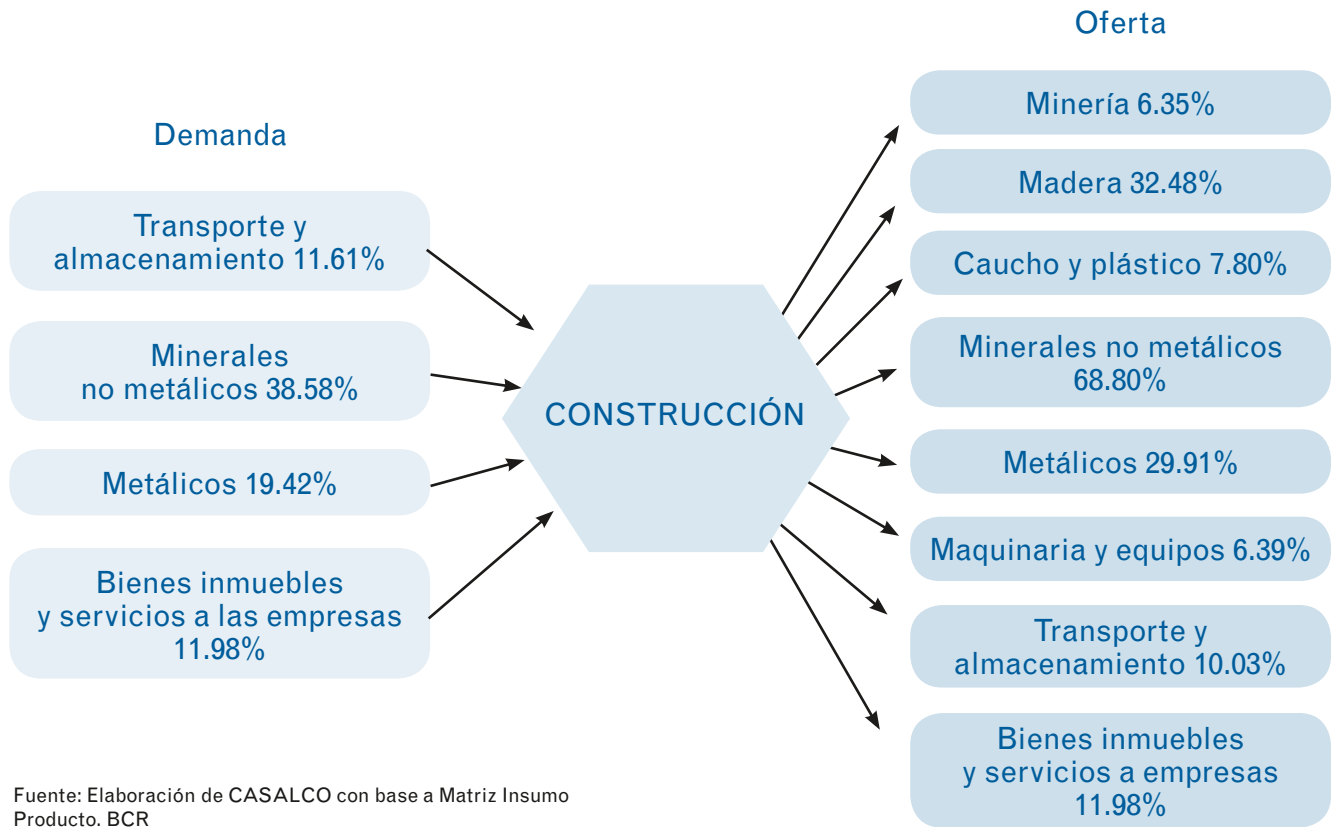 Demanda
Transporte y
almacenamiento 11.61%
Minerales
no metálicos 38.58%
Metálicos 19.42%
Bienes inmuebles
y servicios a las empresas
11.98%
CONSTRUCCIÓN
Oferta
Minería 6.35%
Madera 32.48%
Caucho y plástico 7.80%
Minerales no metálicos
68.80%
Metálicos 29.91%
Maquinaria y equipos 6.39%
Transporte y
almacenamiento 10.03%
Bienes inmuebles
y servicios a empresas
11.98%
Fuente: Elaboración de CASALCO con base a Matriz Insumo
Producto. BCR